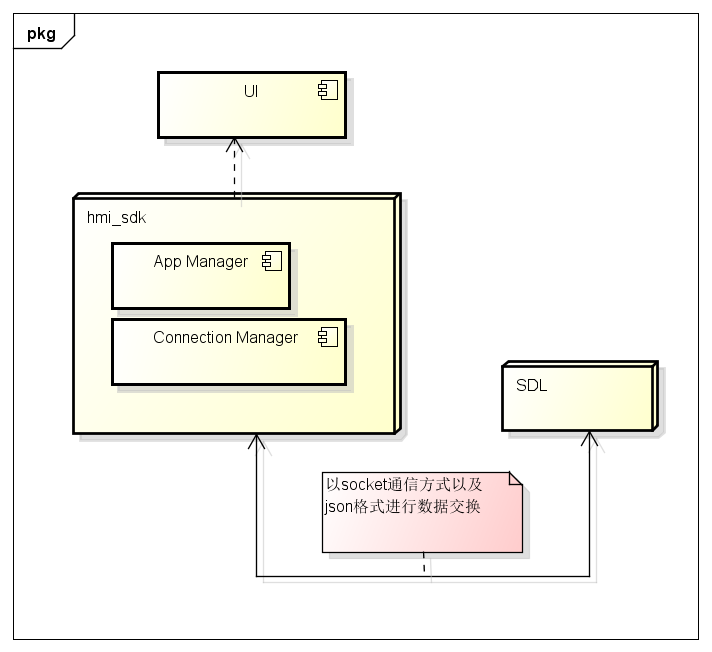 pkg
UI
hmi_sdk
App Manager
Connection Manager
SDL
以socket通信方式以及
json格式进行数据交换